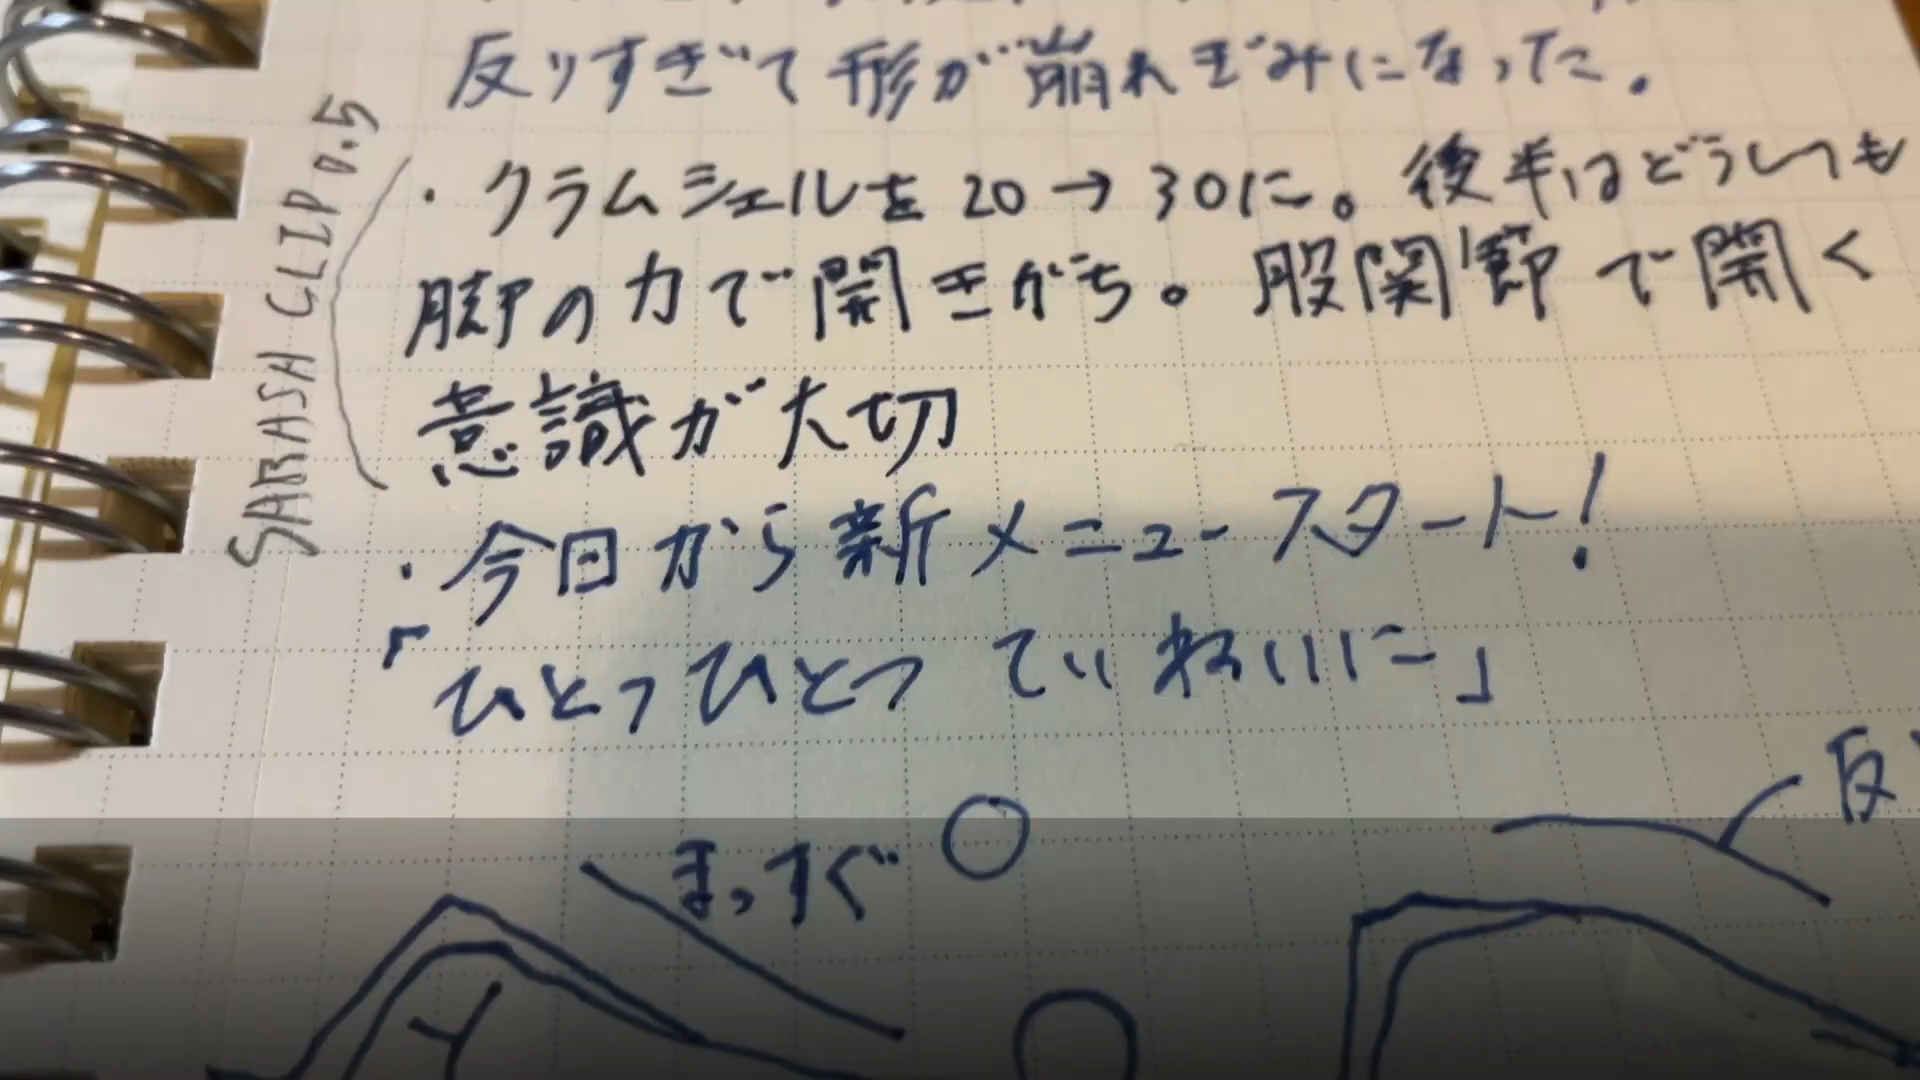 反りすぎて形が崩れぎみになった。
SARASA CLIP 0.5
・クラムシェルを20→30に。後半はどうしても
脚の力で開きがち。股関節で開く
意識が大切
・今日から新メニュースタート!
「ひとつひとつ ていねいに」
まっすぐ
反